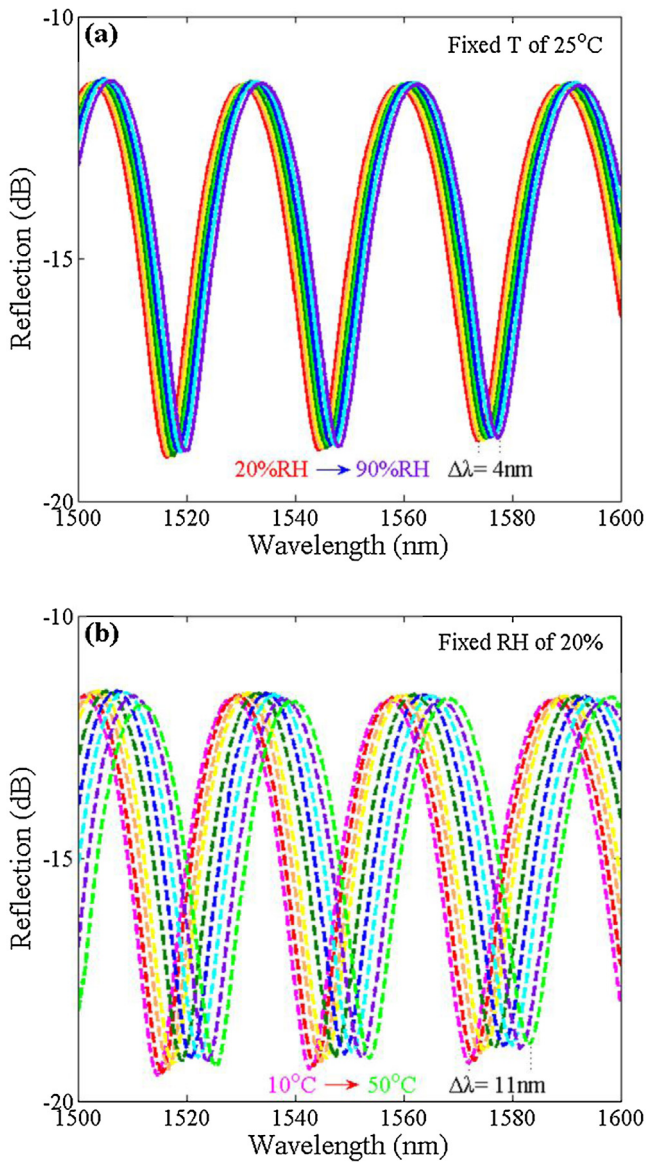 -10
(a)
Fixed T of 25°C
Reflection (dB)
-15
20%RH → 90%RH Δλ= 4nm
-20
1500 1520 1540 1560 1580 1600
Wavelength (nm)
-10
(b)
Fixed RH of 20%
Reflection (dB)
-15
10°C → 50°C Δλ= 11nm
-20
1500 1520 1540 1560 1580 1600
Wavelength (nm)